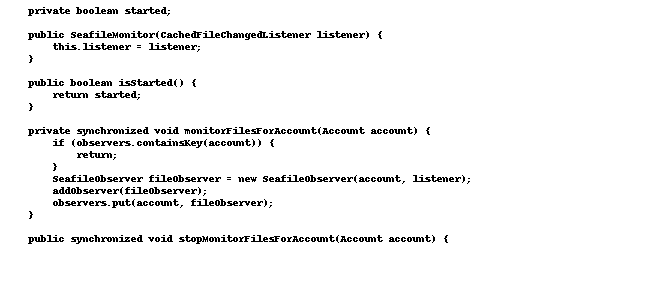 private boolean started;
public SeafileMonitor(CachedFileChangedListener listener) {
this.listener = listener;
}
public boolean isStarted() {
return started;
}
private synchronized void monitorFilesForAccount(Account account) {
if (observers.containsKey(account)) {
return;
}
SeafileObserver fileObserver = new SeafileObserver(account, listener);
addObserver(fileObserver);
observers.put(account, fileObserver);
}
public synchronized void stopMonitorFilesForAccount(Account account) {